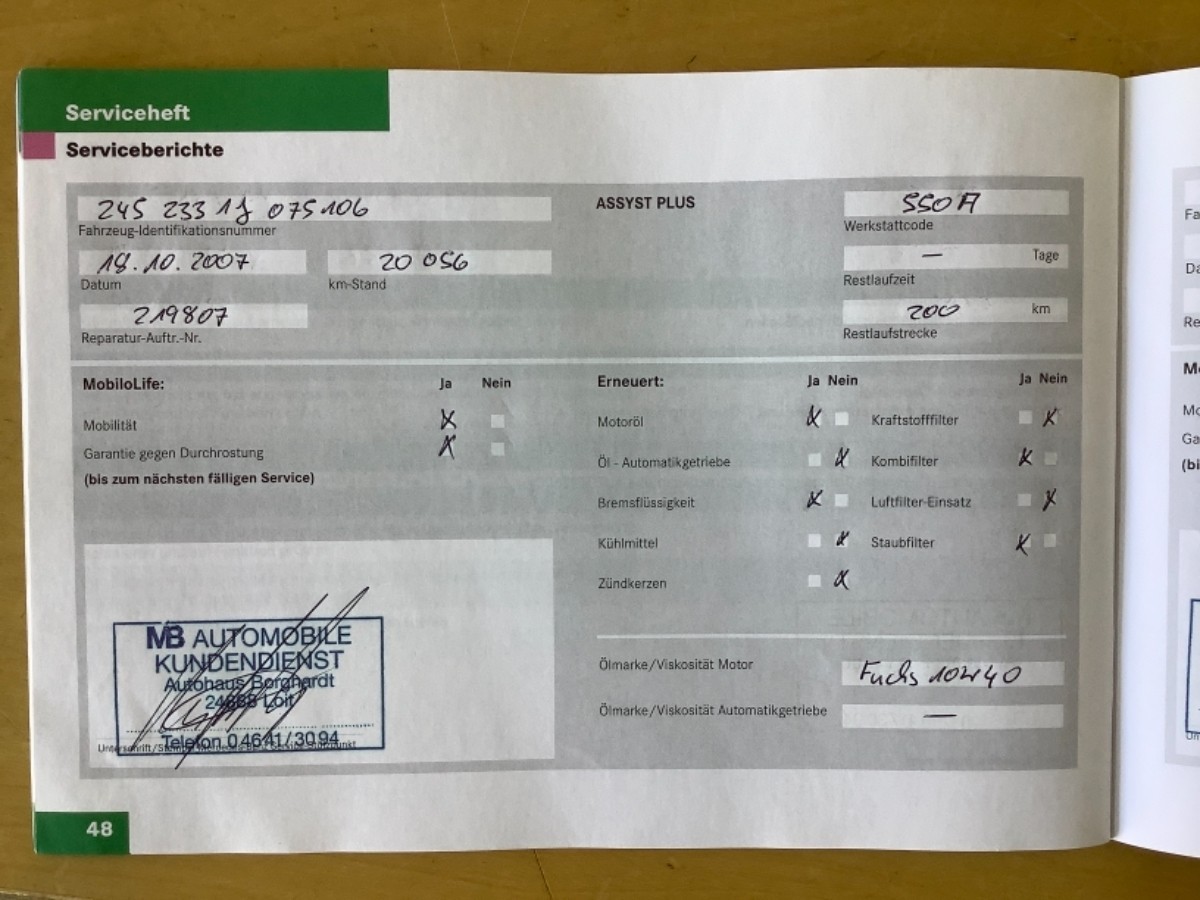 Serviceheft
Serviceberichte
245 233 1J 075106
Fahrzeug-Identifikationsnummer
18.10.2007
Datum
20 056
km-Stand
219807
Reparatur-Auftr.-Nr.
ASSYST PLUS
550A
Werkstattcode
— Tage
Restlaufzeit
200 km
Restlaufstrecke
MobiloLife: Ja Nein
Mobilität X
Garantie gegen Durchrostung X
(bis zum nächsten fälligen Service)
Erneuert: Ja Nein Ja Nein
Motoröl X Kraftstofffilter X
Öl - Automatikgetriebe X Kombifilter X
Bremsflüssigkeit X Luftfilter-Einsatz X
Kühlmittel X Staubfilter X
Zündkerzen X
Ölmarke/Viskosität Motor Fuchs 10W40
Ölmarke/Viskosität Automatikgetriebe —
MB AUTOMOBILE
KUNDENDIENST
Autohaus Borghardt
Loit
Telefon 04641/3094
48